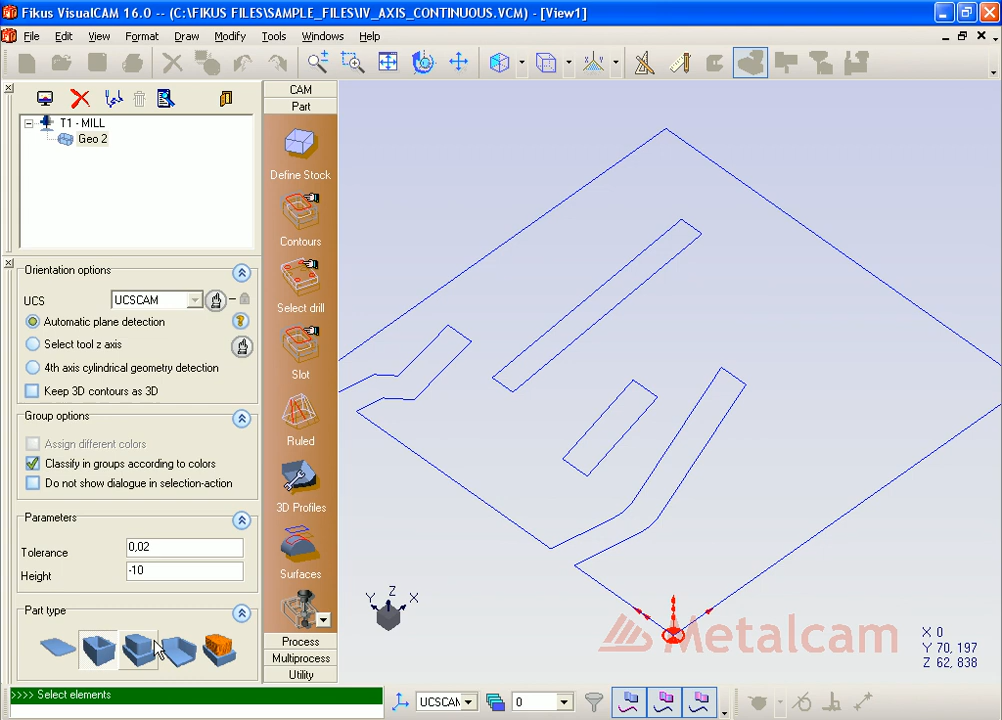 Fikus VisualCAM 16.0 -- (C:\FIKUS FILES\SAMPLE_FILES\IV_AXIS_CONTINUOUS.VCM) - [View1]
File Edit View Format Draw Modify Tools Windows Help
CAM
Part
T1 - MILL
Geo 2
Define Stock
Contours
Select drill
Slot
Ruled
3D Profiles
Surfaces
Process
Multiprocess
Utility
Orientation options
UCS UCSCAM
Automatic plane detection
Select tool z axis
4th axis cylindrical geometry detection
Keep 3D contours as 3D
Group options
Assign different colors
Classify in groups according to colors
Do not show dialogue in selection-action
Parameters
Tolerance 0,02
Height -10
Part type
Y Z X
Metalcam
X 0
Y 70, 197
Z 62, 838
>>>> Select elements
UCSCAM 0